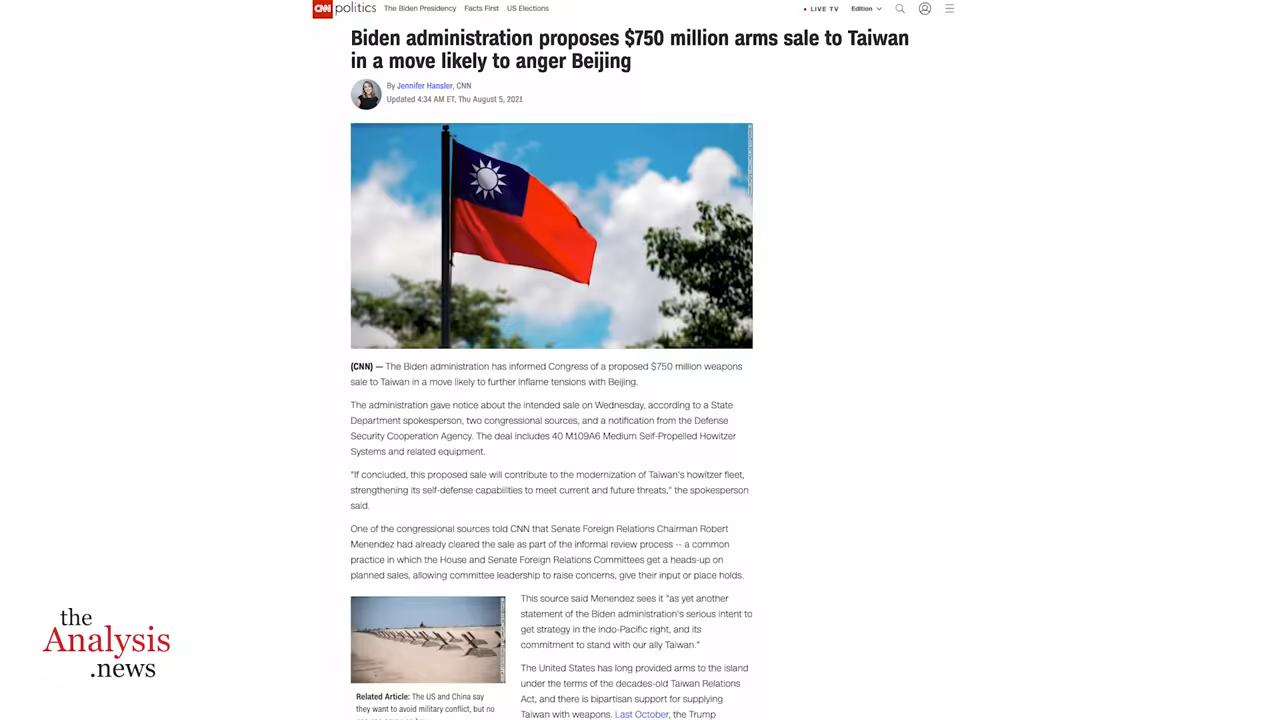 CNN politics The Biden Presidency Facts First US Elections
• LIVE TV Edition
Biden administration proposes $750 million arms sale to Taiwan
in a move likely to anger Beijing
By Jennifer Hansler, CNN
Updated 4:34 AM ET, Thu August 5, 2021
(CNN) — The Biden administration has informed Congress of a proposed $750 million weapons
sale to Taiwan in a move likely to further inflame tensions with Beijing.
The administration gave notice about the intended sale on Wednesday, according to a State
Department spokesperson, two congressional sources, and a notification from the Defense
Security Cooperation Agency. The deal includes 40 M109A6 Medium Self-Propelled Howitzer
Systems and related equipment.
"If concluded, this proposed sale will contribute to the modernization of Taiwan's howitzer fleet,
strengthening its self-defense capabilities to meet current and future threats," the spokesperson
said.
One of the congressional sources told CNN that Senate Foreign Relations Chairman Robert
Menendez had already cleared the sale as part of the informal review process -- a common
practice in which the House and Senate Foreign Relations Committees get a heads-up on
planned sales, allowing committee leadership to raise concerns, give their input or place holds.
This source said Menendez sees it "as yet another
statement of the Biden administration's serious intent to
get strategy in the Indo-Pacific right, and its
commitment to stand with our ally Taiwan."
The United States has long provided arms to the island
under the terms of the decades-old Taiwan Relations
Act, and there is bipartisan support for supplying
Taiwan with weapons. Last October, the Trump
Related Article: The US and China say
they want to avoid military conflict, but no
the
Analysis
.news